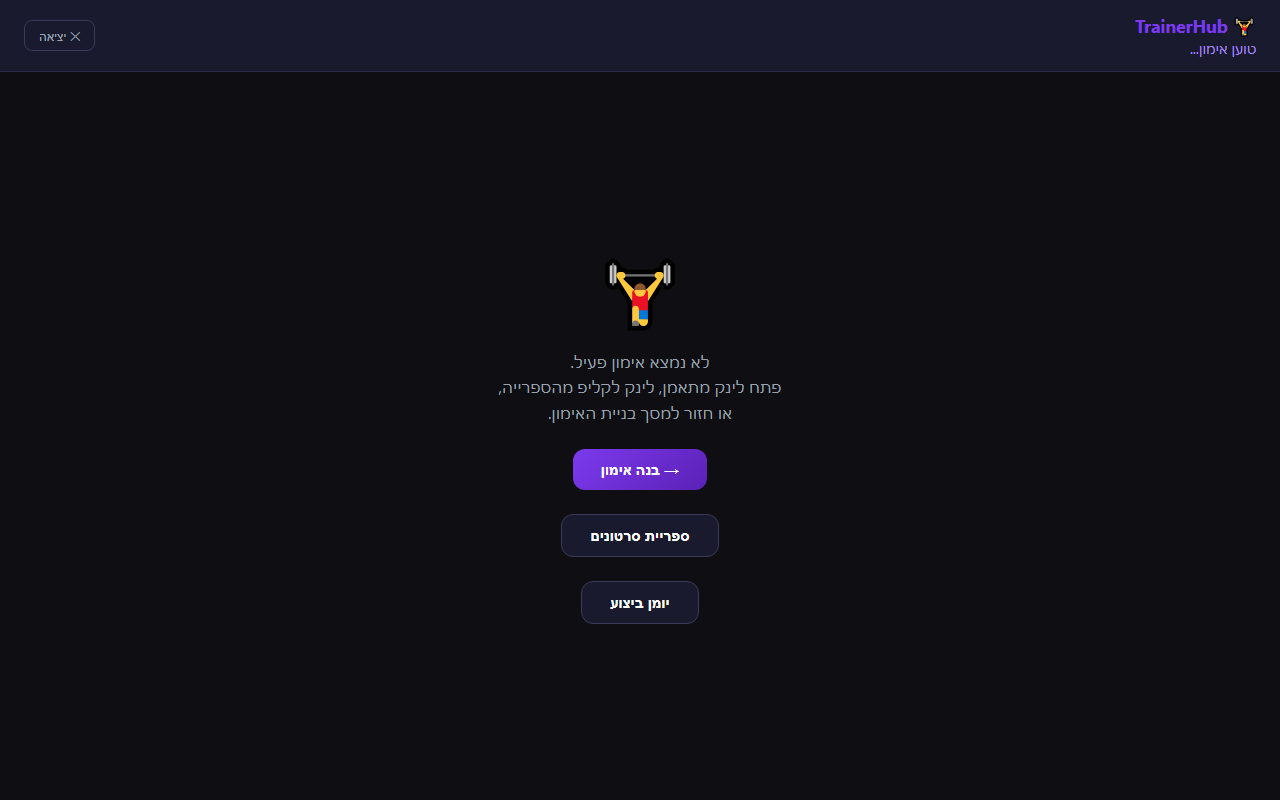 TrainerHub
טוען אימון...
✕ יציאה
לא נמצא אימון פעיל.
פתח לינק מתאמן, לינק לקליפ מהספרייה,
או חזור למסך בניית האימון.
→ בנה אימון
ספריית סרטונים
יומן ביצוע